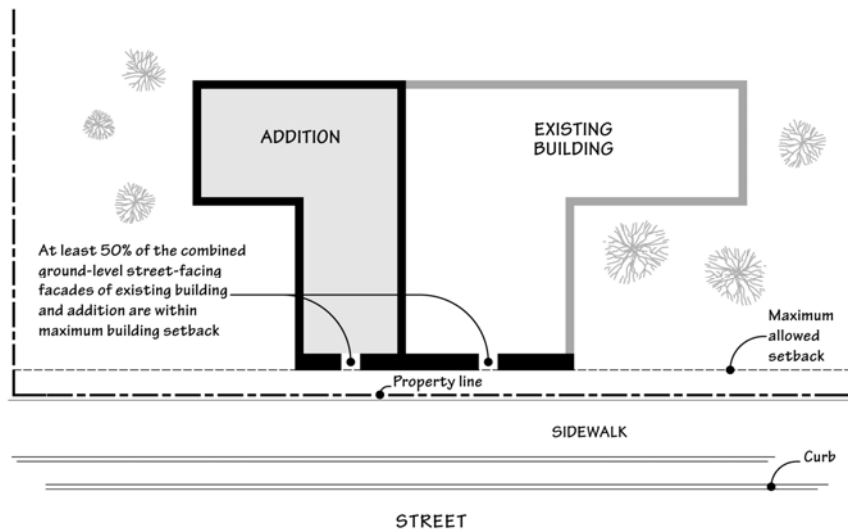 ADDITION
EXISTING
BUILDING
At least 50% of the combined
ground-level street-facing
facades of existing building
and addition are within
maximum building setback
Maximum
allowed
setback
Property line
SIDEWALK
Curb
STREET